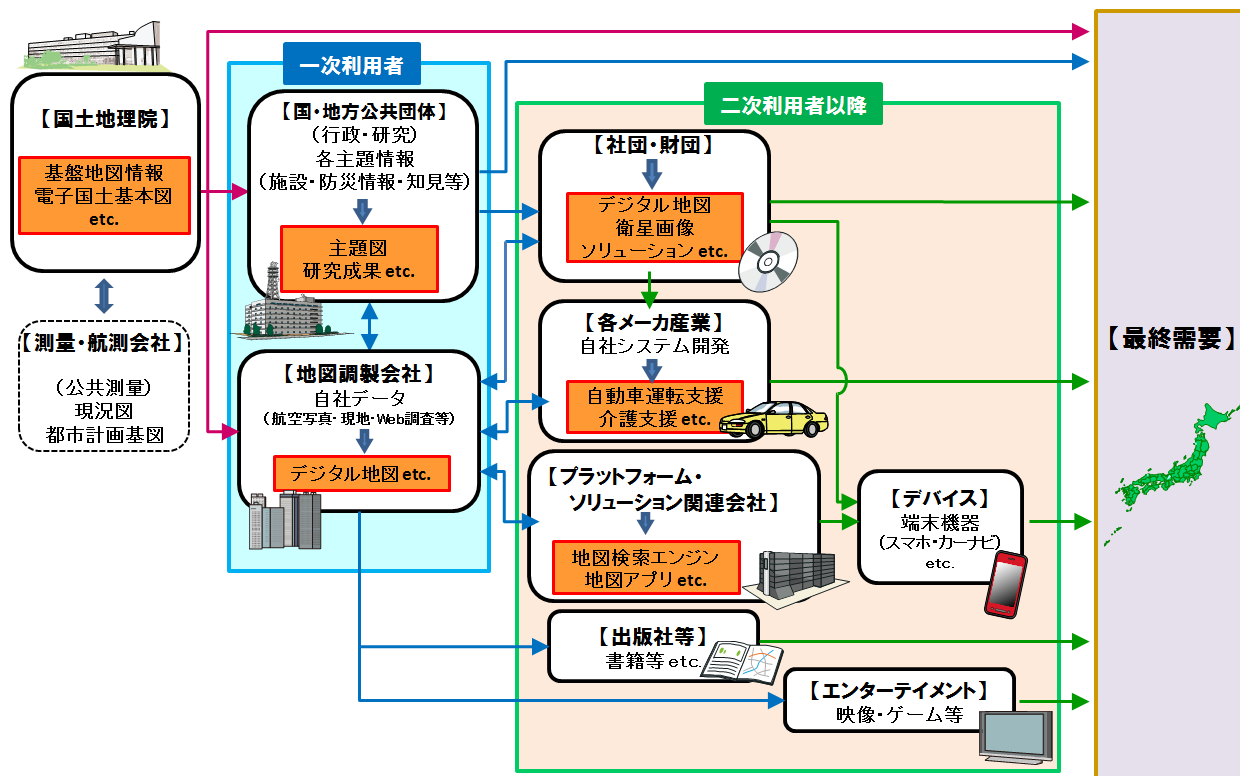 【国土地理院】
基盤地図情報
電子国土基本図
etc.
【測量・航測会社】
(公共測量)
現況図
都市計画基図
一次利用者
【国・地方公共団体】
(行政・研究)
各主題情報
(施設・防災情報・知見等)
主題図
研究成果 etc.
【地図調製会社】
自社データ
(航空写真・現地・Web調査等)
デジタル地図 etc.
二次利用者以降
【社団・財団】
デジタル地図
衛星画像
ソリューション etc.
【各メーカ産業】
自社システム開発
自動車運転支援
介護支援 etc.
【プラットフォーム・
ソリューション関連会社】
地図検索エンジン
地図アプリ etc.
【デバイス】
端末機器
(スマホ・カーナビ)
etc.
【出版社等】
書籍等 etc.
【エンターテイメント】
映像・ゲーム等
【最終需要】